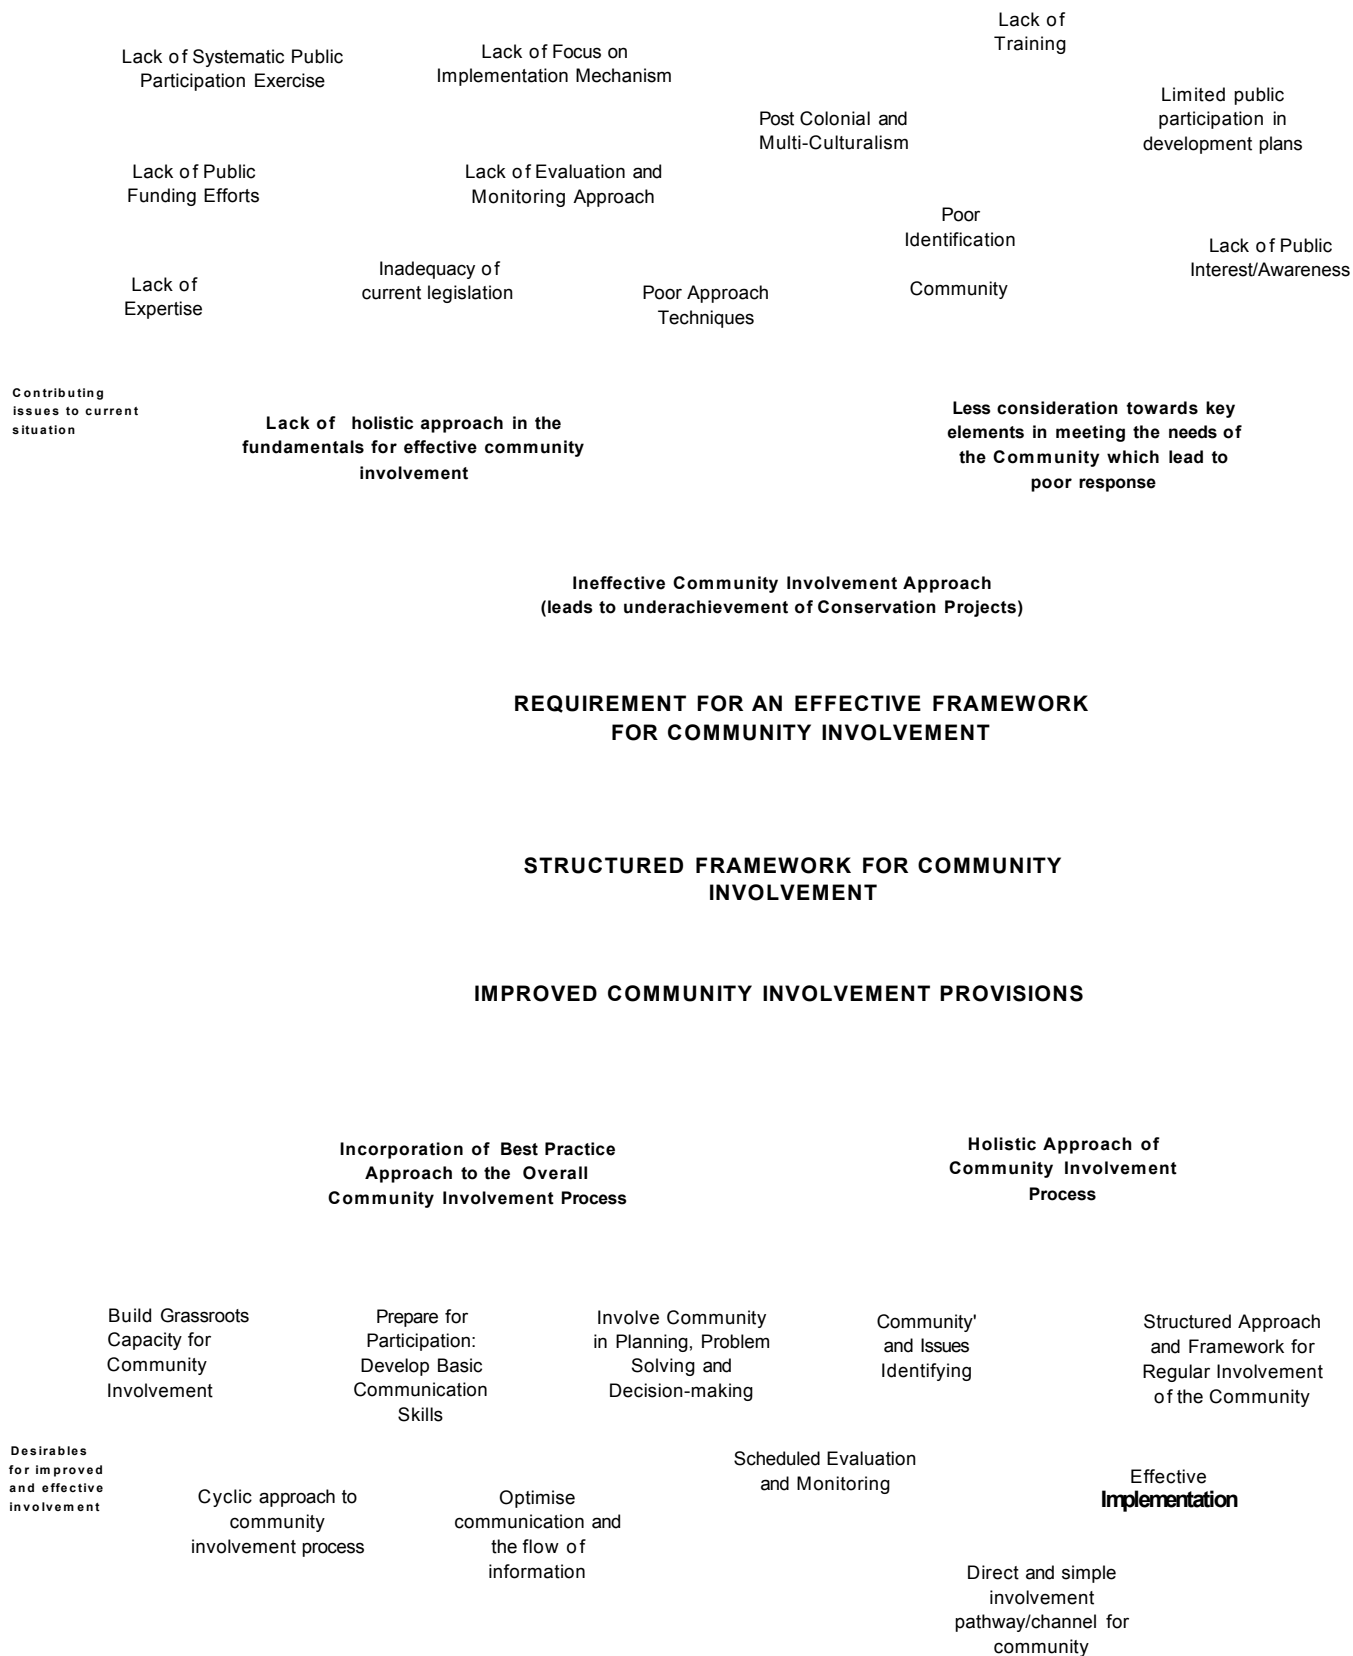 Lack of
Training
Lack of Systematic Public
Participation Exercise
Lack of Focus on
Implementation Mechanism
Limited public
participation in
development plans
Post Colonial and
Multi-Culturalism
Lack of Public
Funding Efforts
Lack of Evaluation and
Monitoring Approach
Poor
Identification
Community
Lack of Public
Interest/Awareness
Lack of
Expertise
Inadequacy of
current legislation
Poor Approach
Techniques
Contributing
issues to current
situation
Lack of holistic approach in the
fundamentals for effective community
involvement
Less consideration towards key
elements in meeting the needs of
the Community which lead to
poor response
Ineffective Community Involvement Approach
(leads to underachievement of Conservation Projects)
REQUIREMENT FOR AN EFFECTIVE FRAMEWORK
FOR COMMUNITY INVOLVEMENT
STRUCTURED FRAMEWORK FOR COMMUNITY
INVOLVEMENT
IMPROVED COMMUNITY INVOLVEMENT PROVISIONS
Incorporation of Best Practice
Approach to the Overall
Community Involvement Process
Holistic Approach of
Community Involvement
Process
Build Grassroots
Capacity for
Community
Involvement
Prepare for
Participation:
Develop Basic
Communication
Skills
Involve Community
in Planning, Problem
Solving and
Decision-making
Community'
and Issues
Identifying
Structured Approach
and Framework for
Regular Involvement
of the Community
Desirables
for improved
and effective
involvement
Cyclic approach to
community
involvement process
Optimise
communication and
the flow of
information
Scheduled Evaluation
and Monitoring
Effective
Implementation
Direct and simple
involvement
pathway/channel for
community